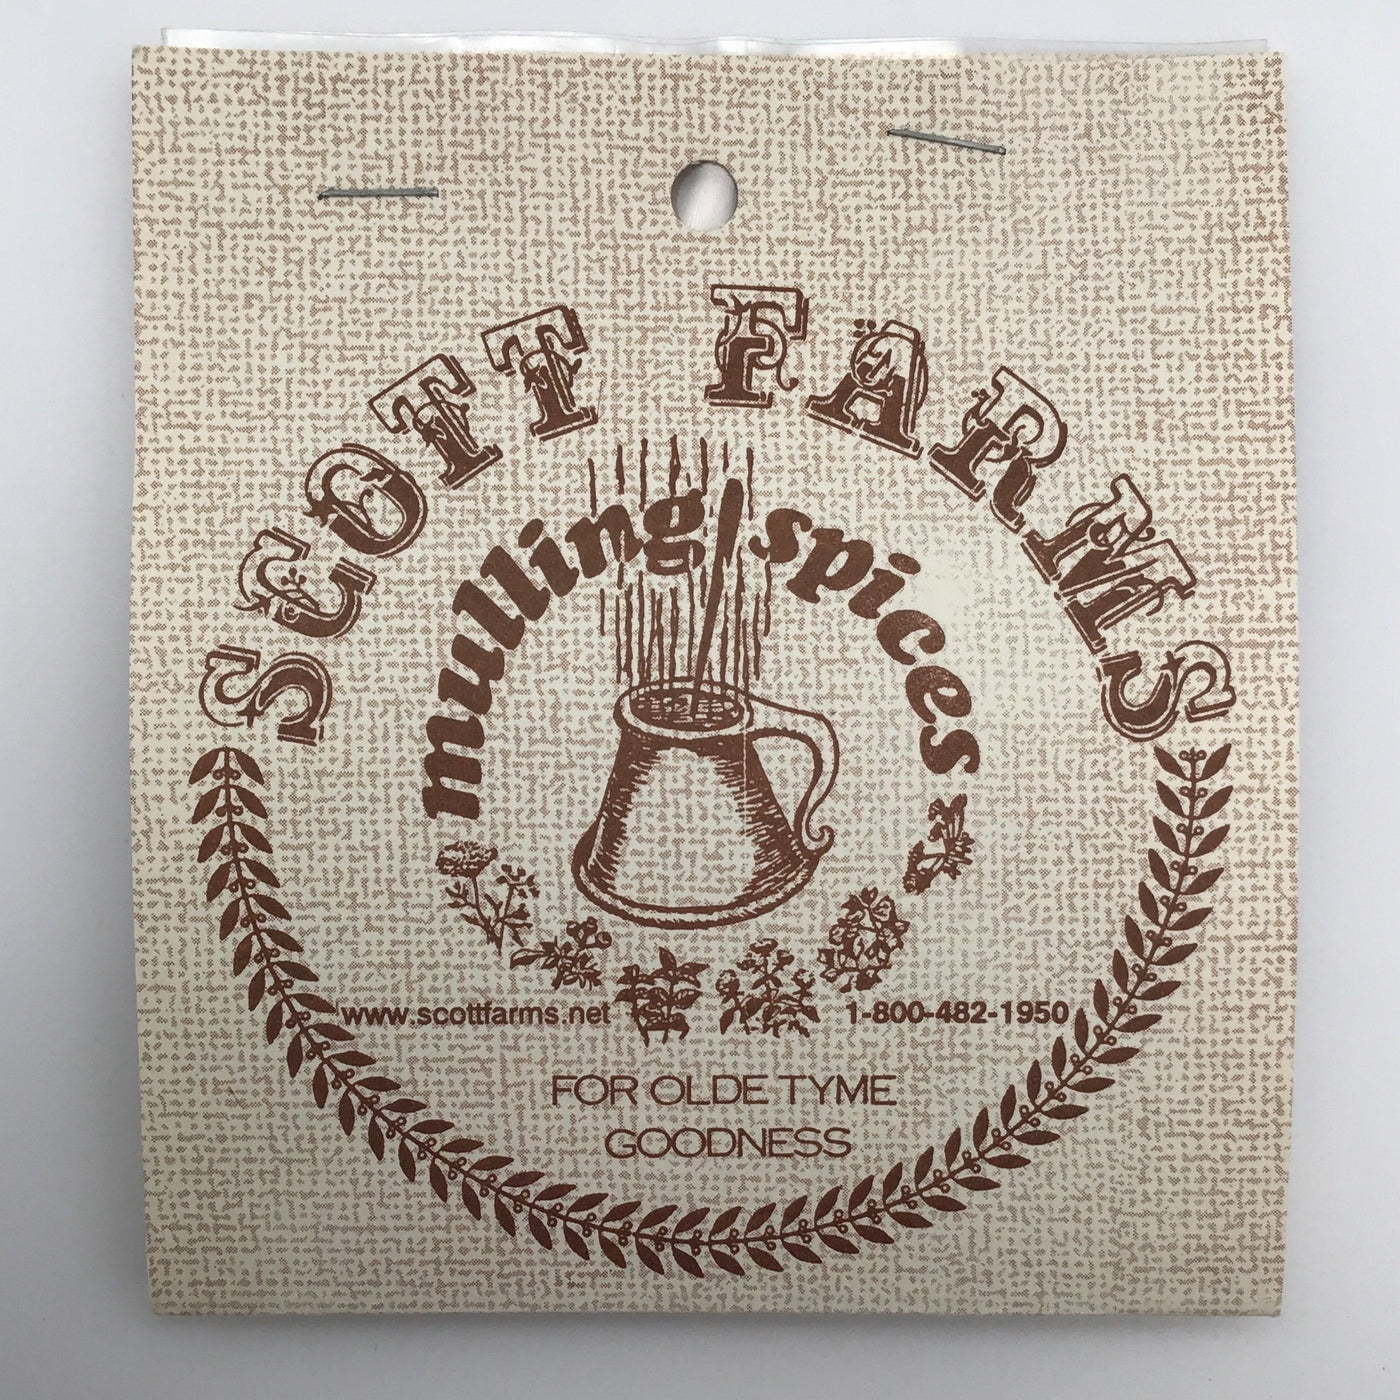 SCOTT FARMS
mulling spices
www.scottfarms.net 1-800-482-1950
FOR OLDE TYME
GOODNESS